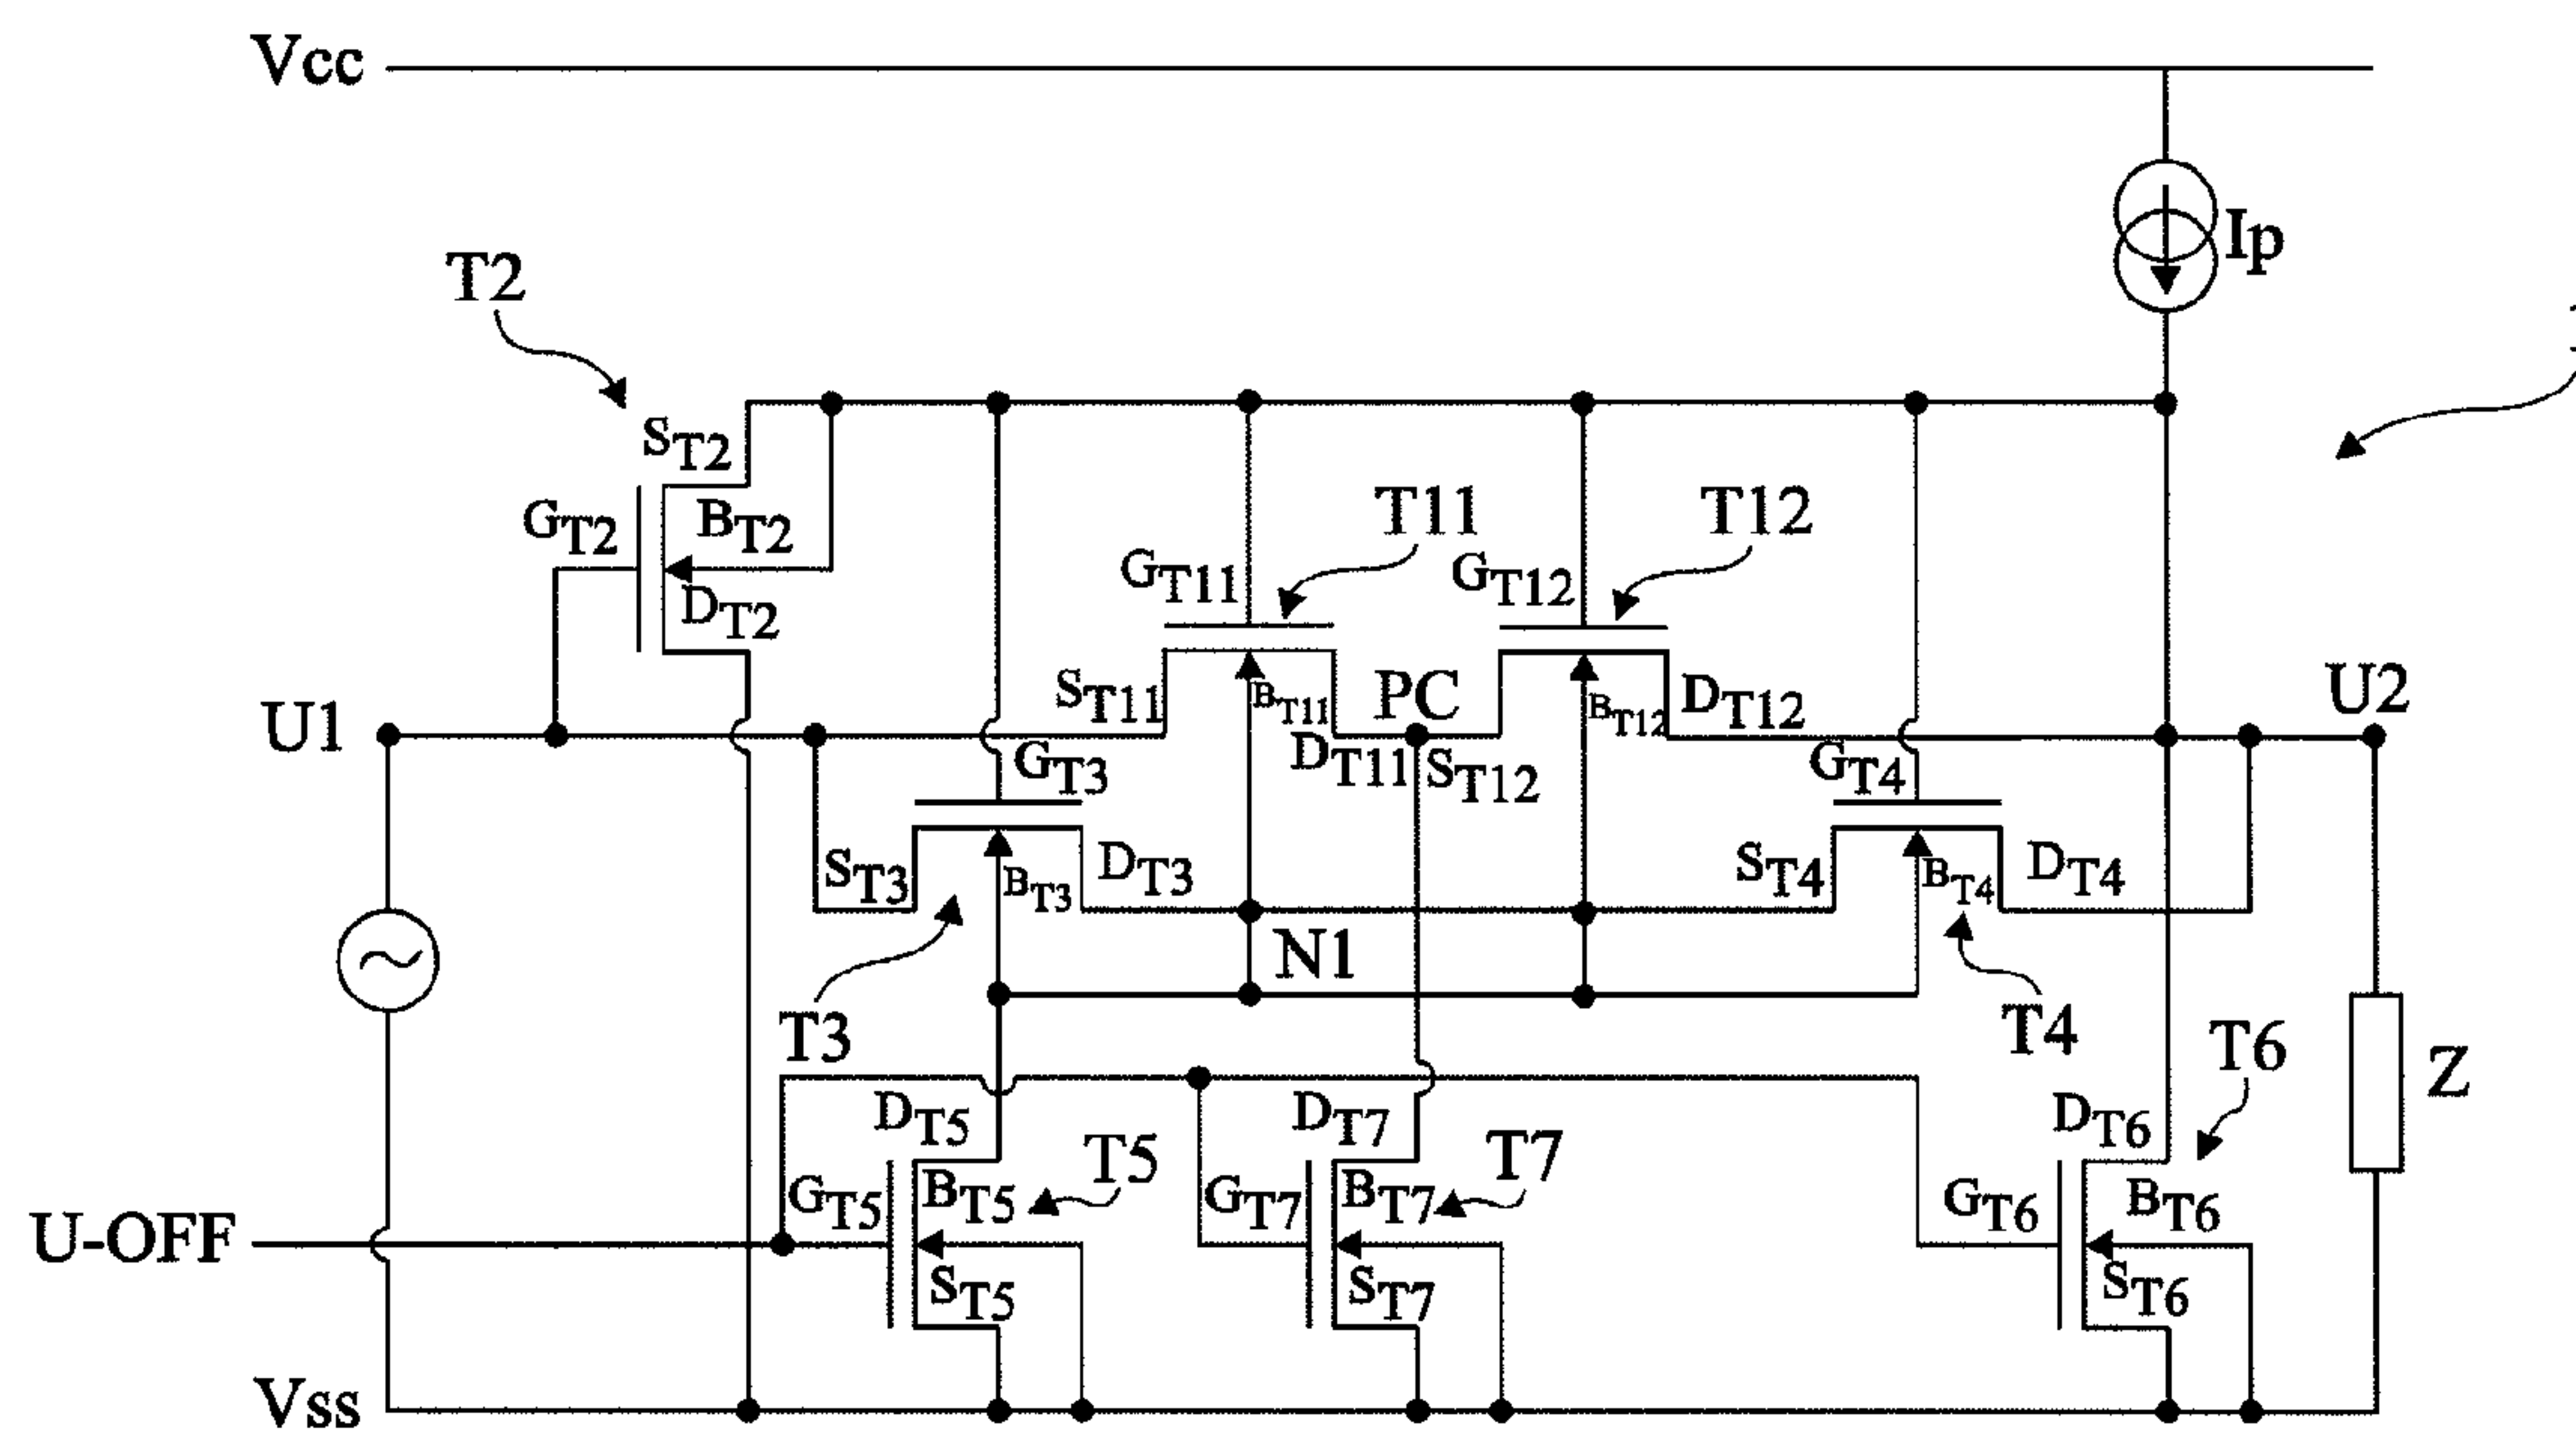 Vcc
Ip
T2
ST2
GT2
BT2
DT2
T11
T12
GT11
GT12
U1
ST11
BT11
PC
BT12
DT12
U2
DT11
ST12
GT3
GT4
ST3
BT3
DT3
ST4
BT4
DT4
N1
T3
T4
T6
Z
DT5
T5
DT7
T7
DT6
GT5
BT5
GT7
BT7
GT6
BT6
U-OFF
ST5
ST7
ST6
Vss